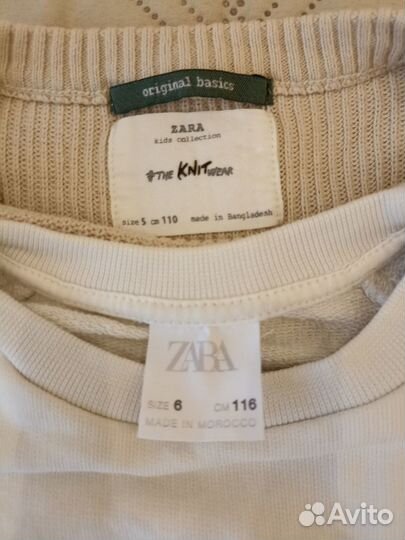 original basics
ZARA
kids collection
#THE KNITWEAR
size 5 cm 110 made in Bangladesh
ZARA
SIZE 6 CM 116
MADE IN MOROCCO
Avito